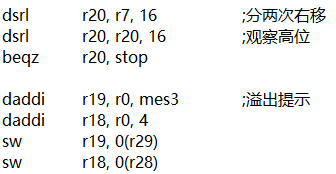 dsrl r20, r7, 16 ;分两次右移
dsrl r20, r20, 16 ;观察高位
beqz r20, stop
daddi r19, r0, mes3 ;溢出提示
daddi r18, r0, 4
sw r19, 0(r29)
sw r18, 0(r28)